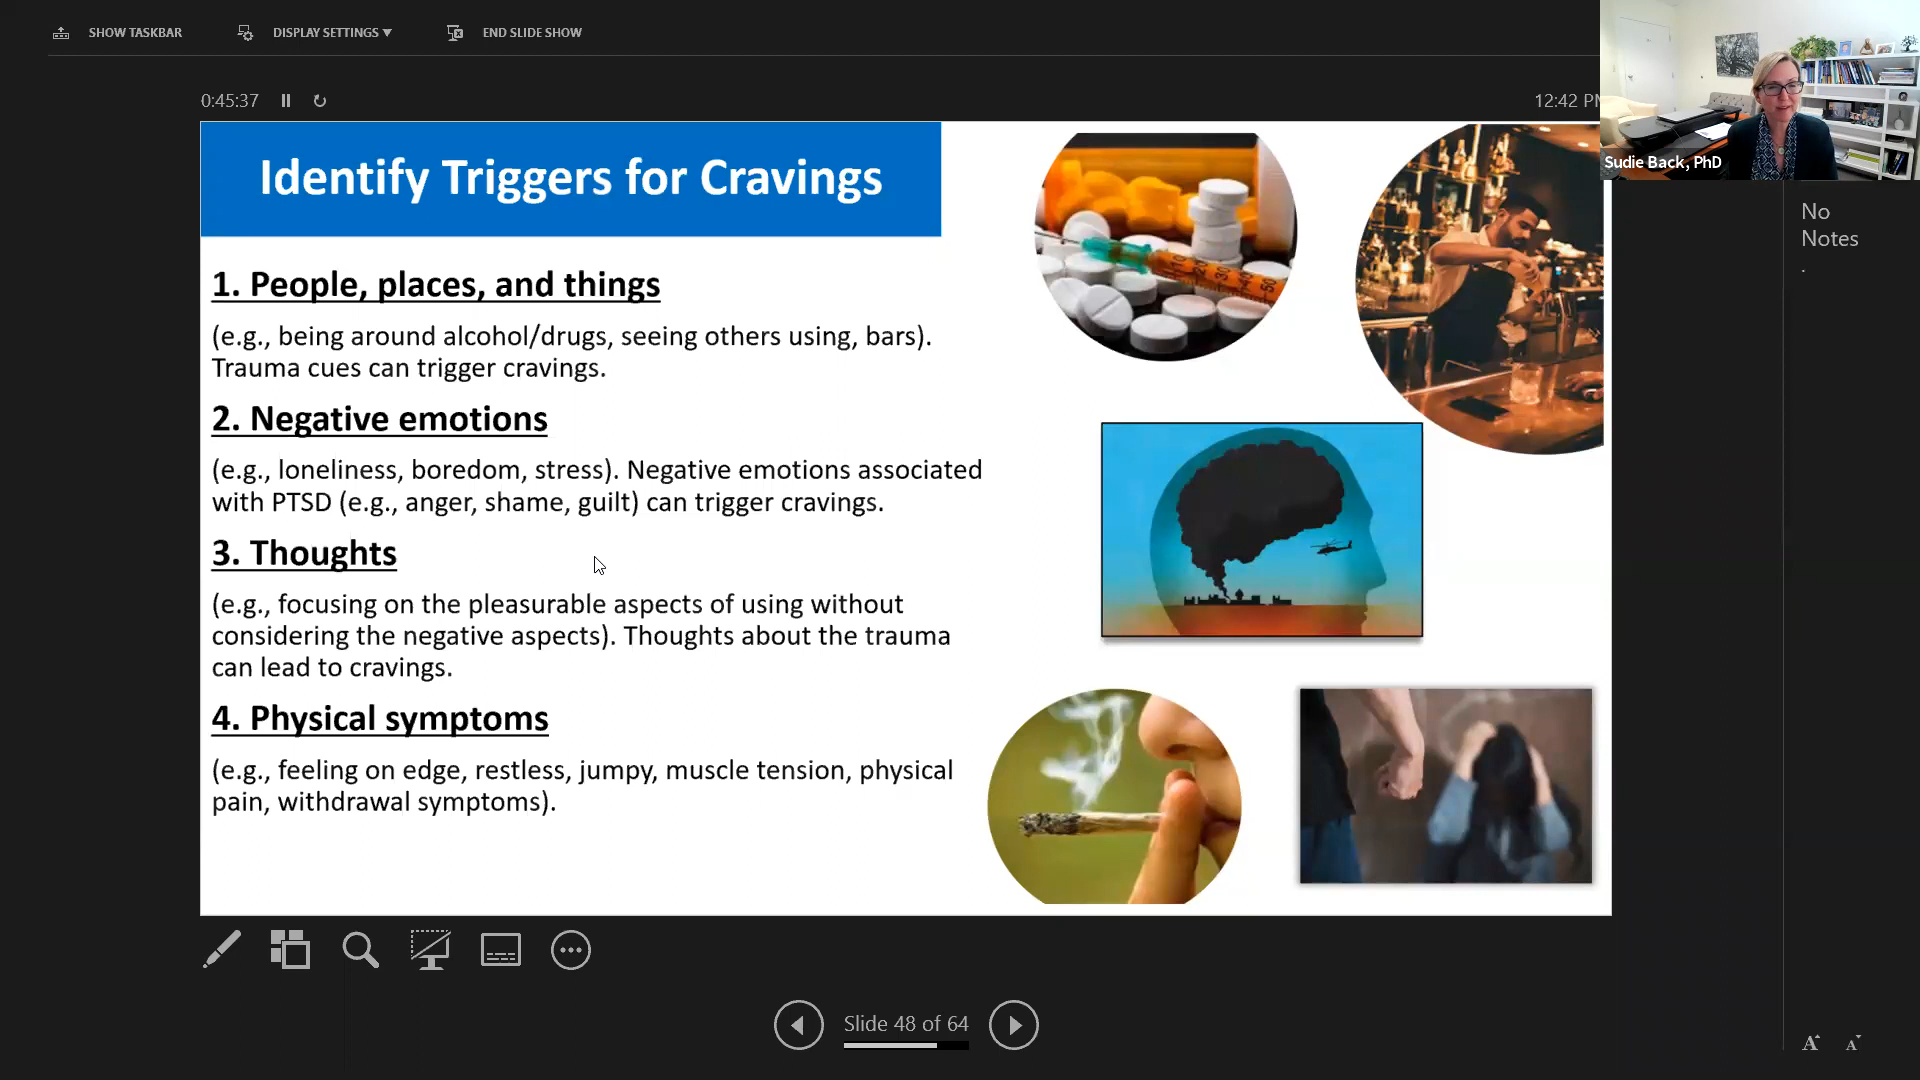 SHOW TASKBAR
DISPLAY SETTINGS ▼
END SLIDE SHOW
0:45:37
12:42 PM
Sudie Back, PhD
No
Notes
.
Identify Triggers for Cravings
1. People, places, and things
(e.g., being around alcohol/drugs, seeing others using, bars).
Trauma cues can trigger cravings.
2. Negative emotions
(e.g., loneliness, boredom, stress). Negative emotions associated
with PTSD (e.g., anger, shame, guilt) can trigger cravings.
3. Thoughts
(e.g., focusing on the pleasurable aspects of using without
considering the negative aspects). Thoughts about the trauma
can lead to cravings.
4. Physical symptoms
(e.g., feeling on edge, restless, jumpy, muscle tension, physical
pain, withdrawal symptoms).
Slide 48 of 64
A A